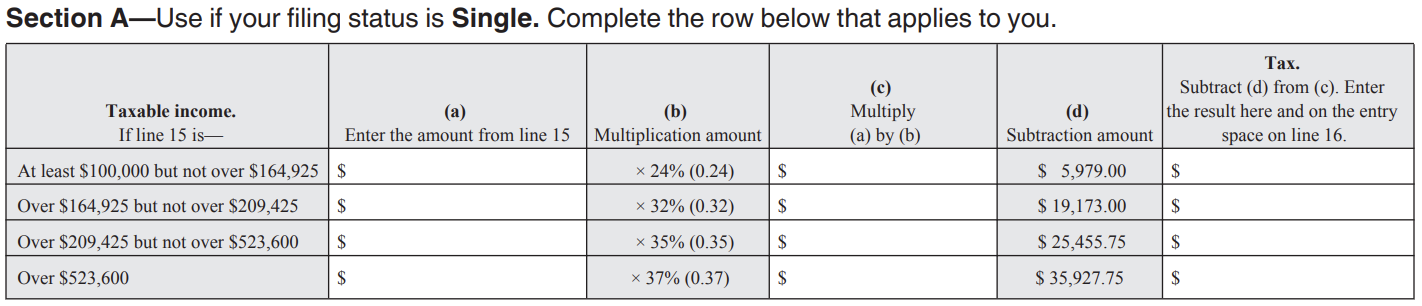 Section A—Use if your filing status is Single. Complete the row below that applies to you.
Taxable income.
If line 15 is—
(a)
Enter the amount from line 15
(b)
Multiplication amount
(c)
Multiply
(a) by (b)
(d)
Subtraction amount
Tax.
Subtract (d) from (c). Enter
the result here and on the entry
space on line 16.
At least $100,000 but not over $164,925 $ × 24% (0.24) $ $ 5,979.00 $
Over $164,925 but not over $209,425 $ × 32% (0.32) $ $ 19,173.00 $
Over $209,425 but not over $523,600 $ × 35% (0.35) $ $ 25,455.75 $
Over $523,600 $ × 37% (0.37) $ $ 35,927.75 $